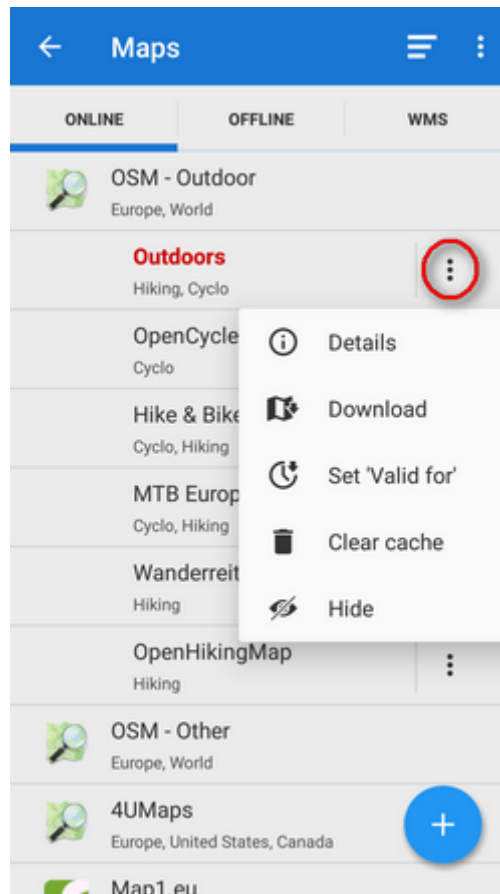 Maps
ONLINE OFFLINE WMS
OSM - Outdoor
Europe, World
Outdoors
Hiking, Cyclo
OpenCycle
Cyclo
Hike & Bike
Cyclo, Hiking
MTB Europ
Cyclo, Hiking
Wanderreit
Hiking
OpenHikingMap
Hiking
Details
Download
Set 'Valid for'
Clear cache
Hide
OSM - Other
Europe, World
4UMaps
Europe, United States, Canada
Map1.eu